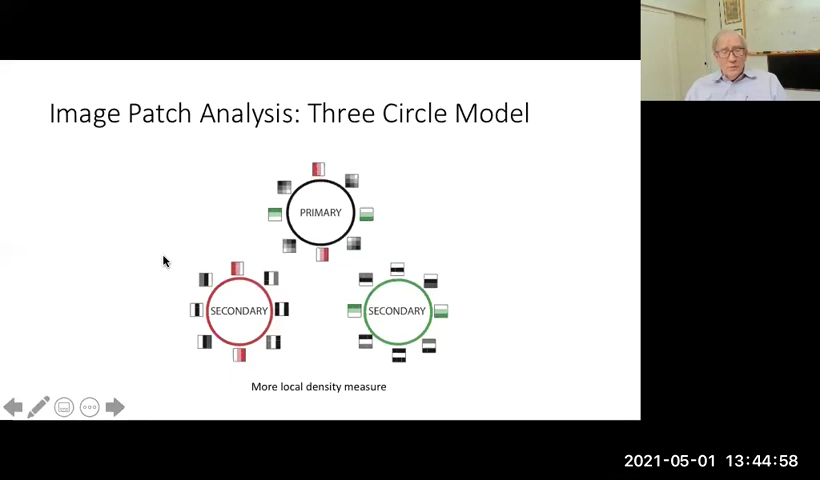 Image Patch Analysis: Three Circle Model
PRIMARY
SECONDARY
SECONDARY
More local density measure
2021-05-01 13:44:58